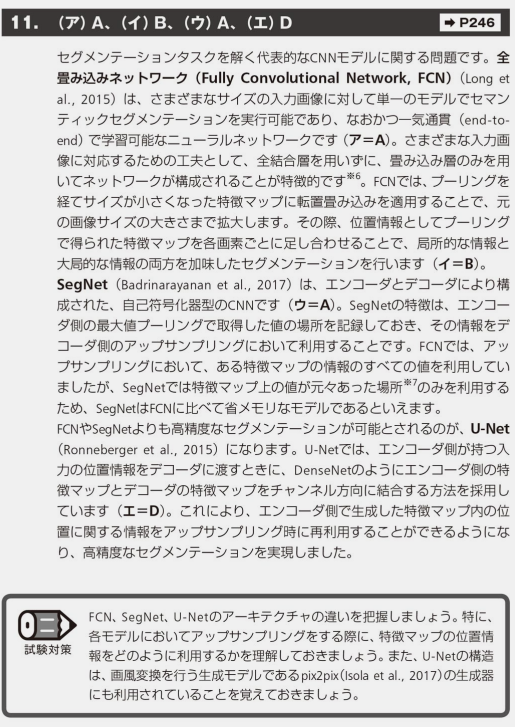 11. （ア）A、（イ）B、（ウ）A、（エ）D
➡ P246
セグメンテーションタスクを解く代表的なCNNモデルに関する問題です。全
畳み込みネットワーク（Fully Convolutional Network, FCN）（Long et
al., 2015）は、さまざまなサイズの入力画像に対して単一のモデルでセマン
ティックセグメンテーションを実行可能であり、なおかつ一気通貫（end-to-
end）で学習可能なニューラルネットワークです（ア＝A）。さまざまな入力画
像に対応するための工夫として、全結合層を用いずに、畳み込み層のみを用
いてネットワークが構成されることが特徴的です※6。FCNでは、プーリングを
経てサイズが小さくなった特徴マップに転置畳み込みを適用することで、元
の画像サイズの大きさまで拡大します。その際、位置情報としてプーリング
で得られた特徴マップを各画素ごとに足し合わせることで、局所的な情報と
大局的な情報の両方を加味したセグメンテーションを行います（イ＝B）。
SegNet（Badrinarayanan et al., 2017）は、エンコーダとデコーダにより構
成された、自己符号化器型のCNNです（ウ＝A）。SegNetの特徴は、エンコー
ダ側の最大値プーリングで取得した値の場所を記録しておき、その情報をデ
コーダ側のアップサンプリングにおいて利用することです。FCNでは、アッ
プサンプリングにおいて、ある特徴マップの情報のすべての値を利用してい
ましたが、SegNetでは特徴マップ上の値が元々あった場所※7のみを利用する
ため、SegNetはFCNに比べて省メモリなモデルであるといえます。
FCNやSegNetよりも高精度なセグメンテーションが可能とされるのが、U-Net
（Ronneberger et al., 2015）になります。U-Netでは、エンコーダ側が持つ入
力の位置情報をデコーダに渡すときに、DenseNetのようにエンコーダ側の特
徴マップとデコーダの特徴マップをチャンネル方向に結合する方法を採用し
ています（エ＝D）。これにより、エンコーダ側で生成した特徴マップ内の位
置に関する情報をアップサンプリング時に再利用することができるようにな
り、高精度なセグメンテーションを実現しました。
試験対策
FCN、SegNet、U-Netのアーキテクチャの違いを把握しましょう。特に、
各モデルにおいてアップサンプリングをする際に、特徴マップの位置情
報をどのように利用するかを理解しておきましょう。また、U-Netの構造
は、画風変換を行う生成モデルであるpix2pix（Isola et al., 2017）の生成器
にも利用されていることを覚えておきましょう。